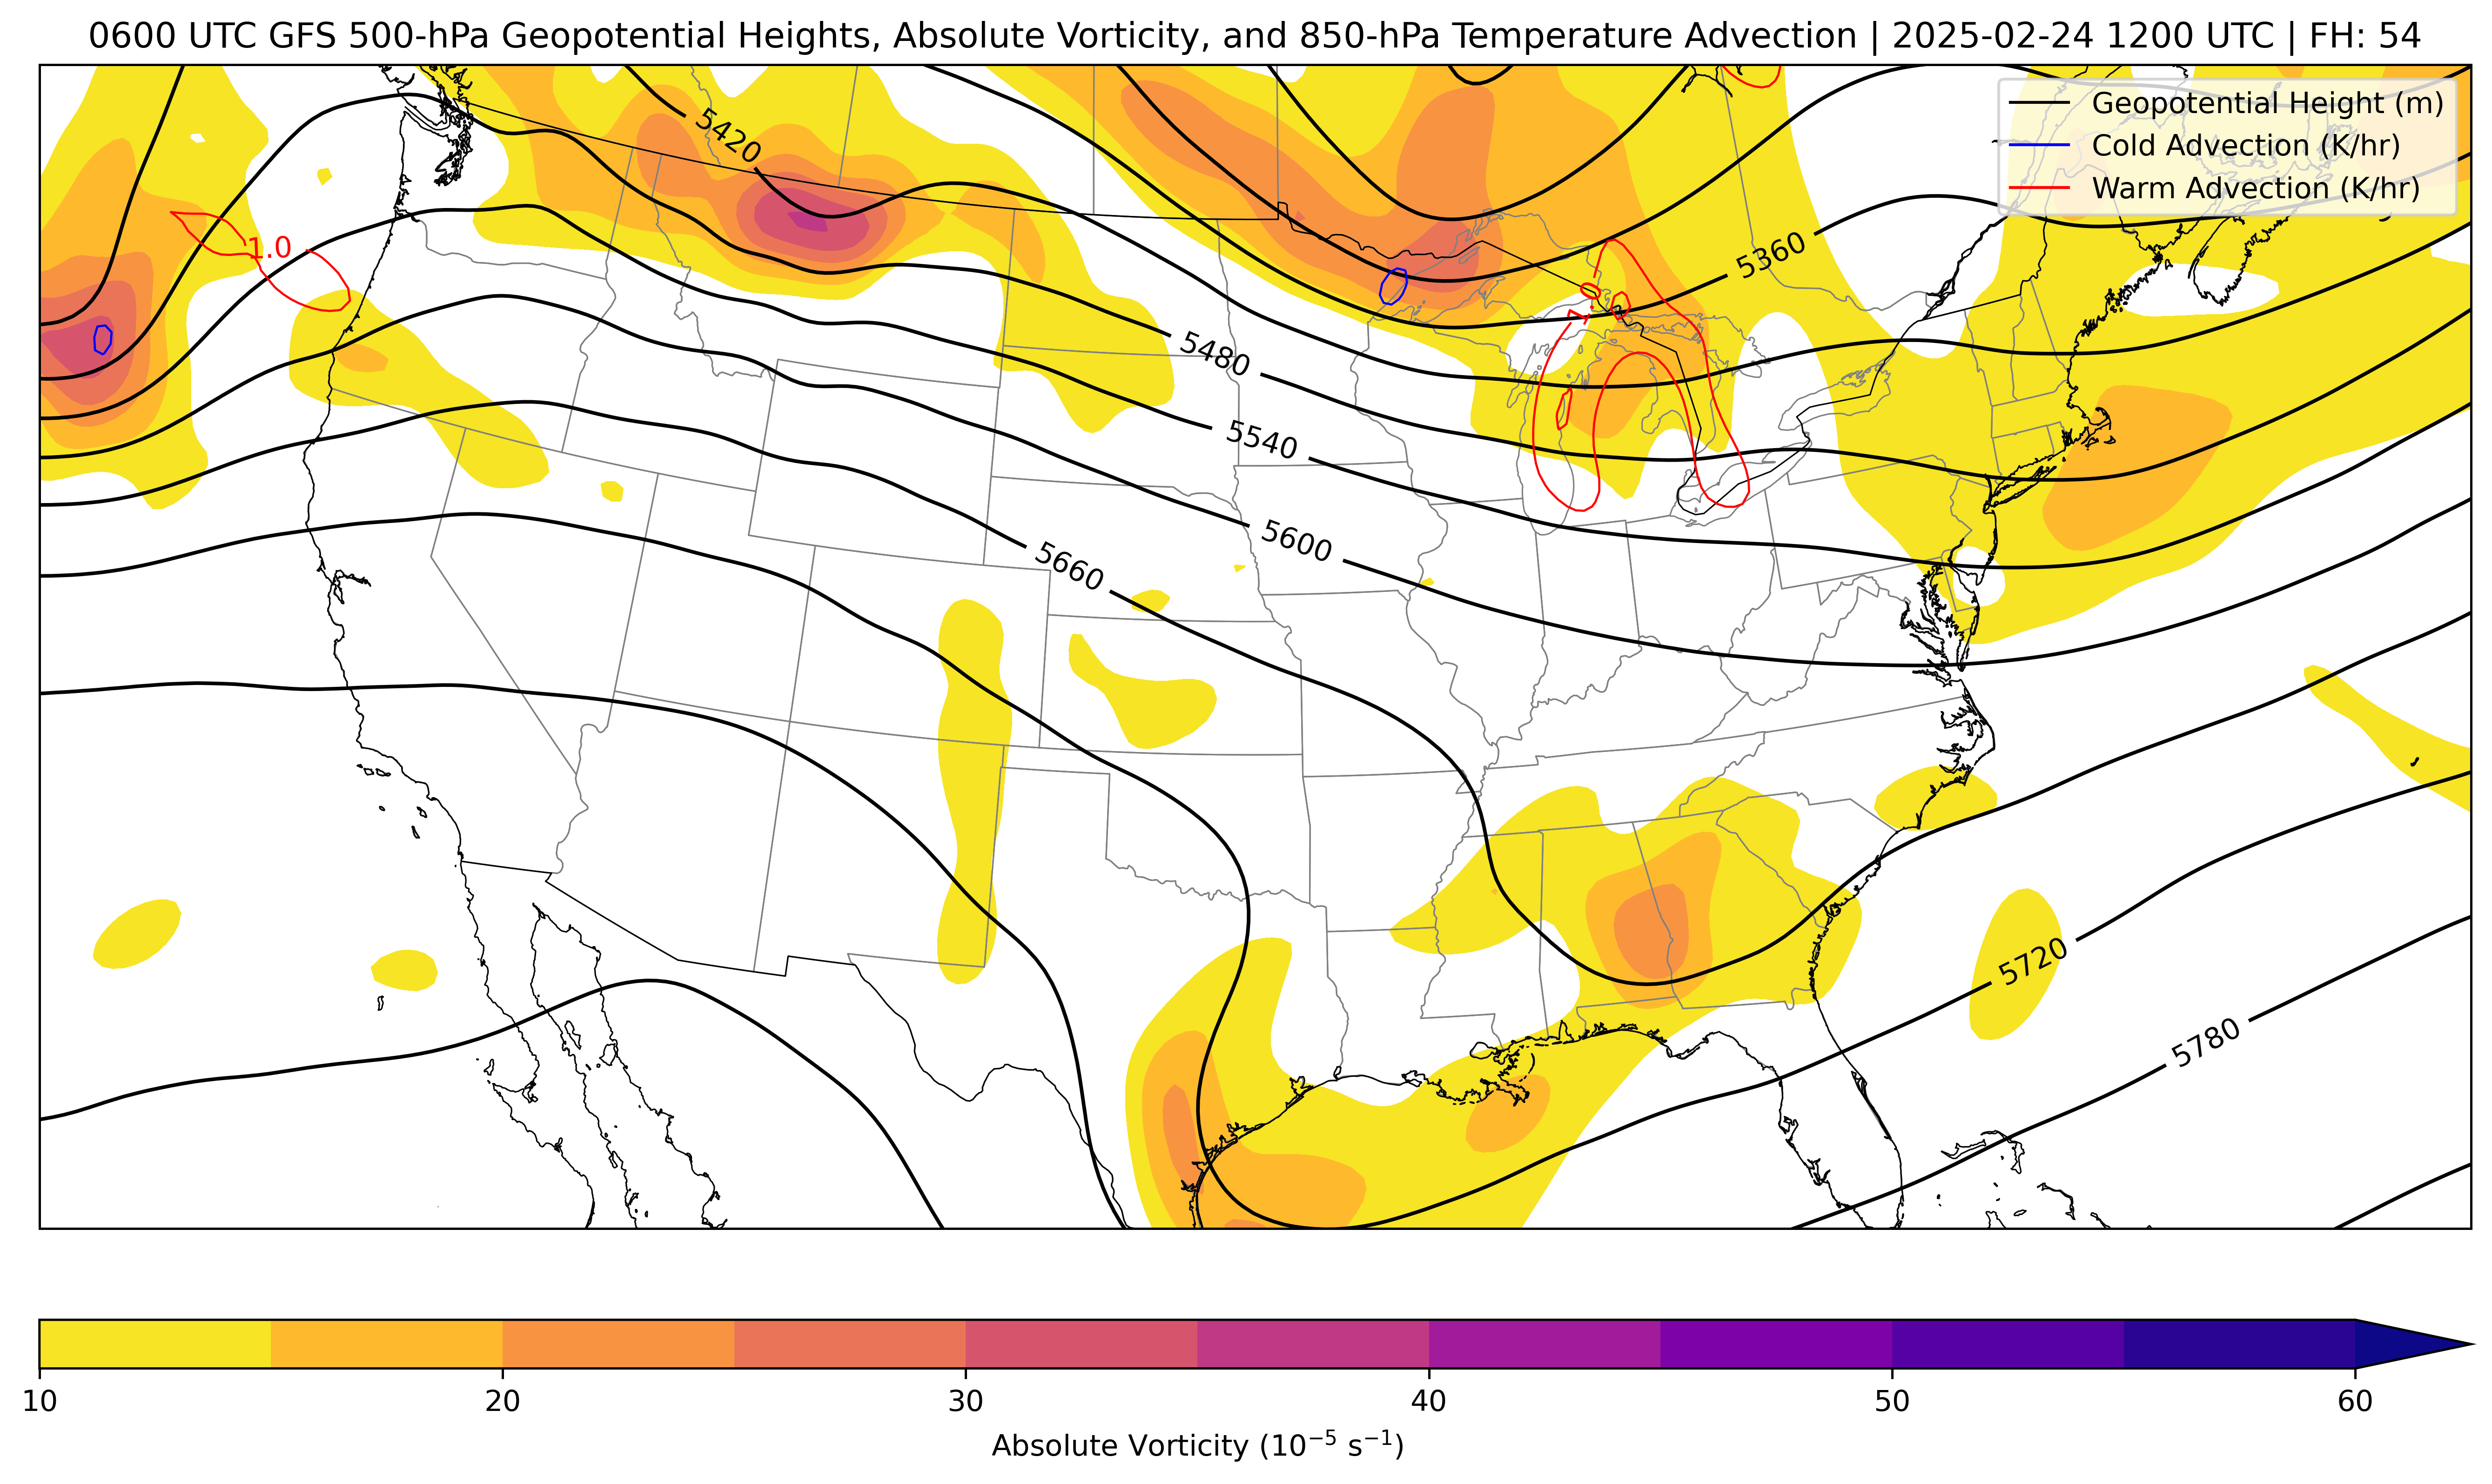 0600 UTC GFS 500-hPa Geopotential Heights, Absolute Vorticity, and 850-hPa Temperature Advection | 2025-02-24 1200 UTC | FH: 54
Geopotential Height (m)
Cold Advection (K/hr)
Warm Advection (K/hr)
5420
1.0
5360
1
5480
5540
5600
5660
5720
5780
10 20 30 40 50 60
Absolute Vorticity (10⁻⁵ s⁻¹)